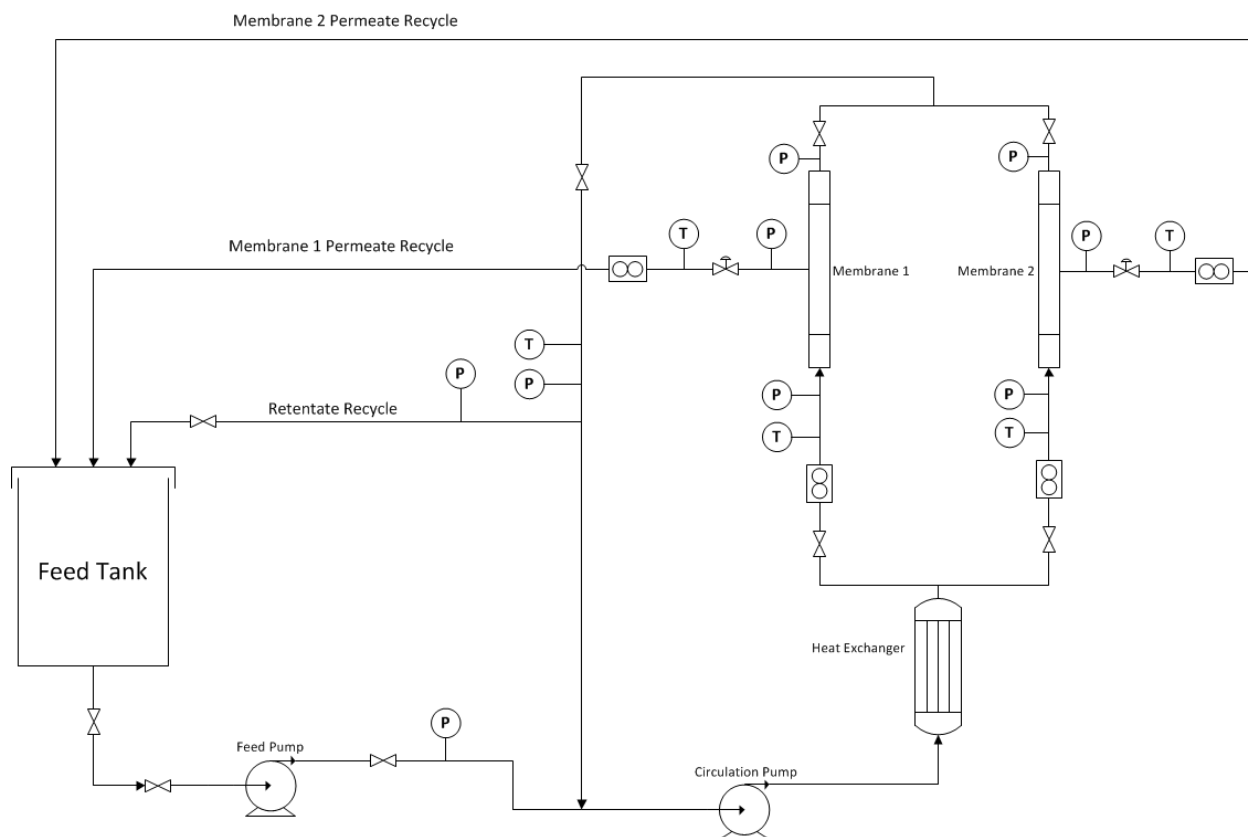 Membrane 2 Permeate Recycle
P
P
T
P
Membrane 1 Permeate Recycle
P
T
Membrane 1
Membrane 2
T
P
P
Retentate Recycle
P
P
T
T
Feed Tank
Heat Exchanger
P
Feed Pump
Circulation Pump